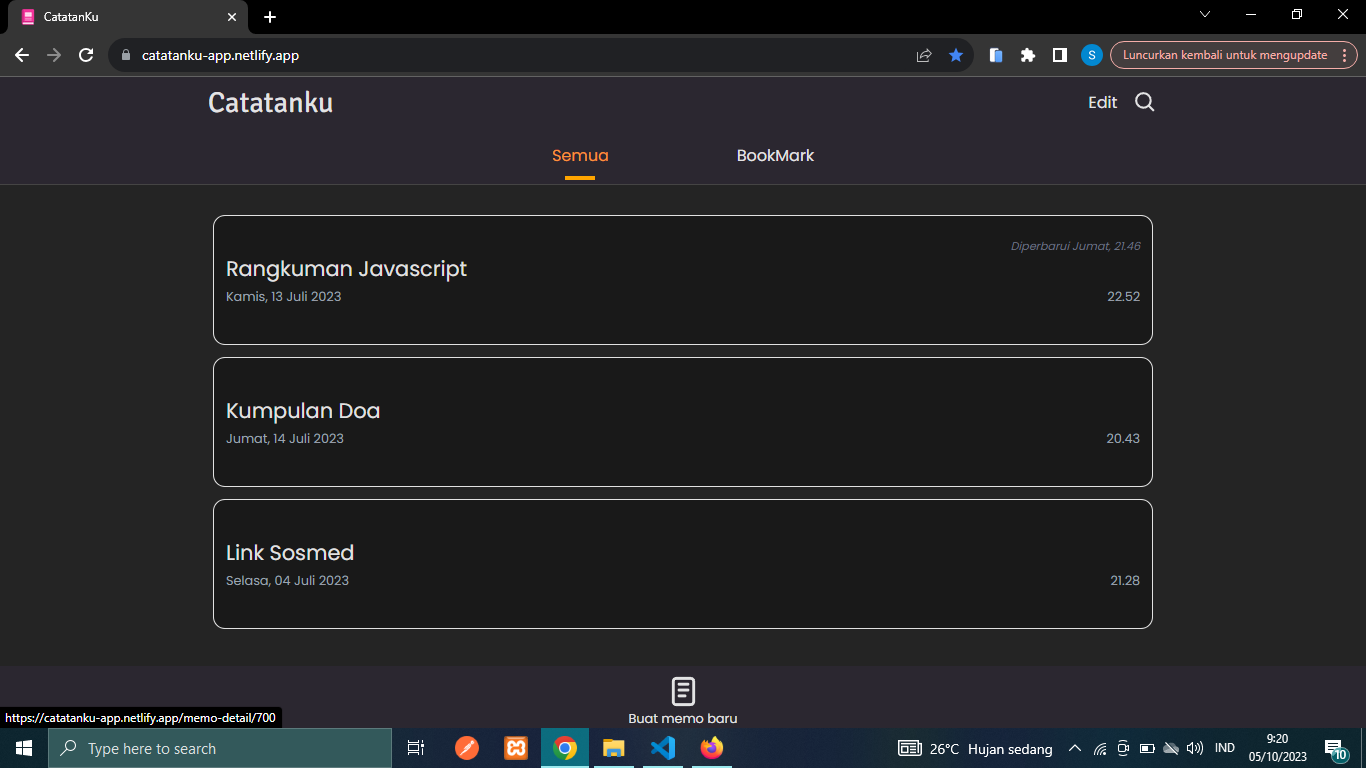 CatatanKu
catatanku-app.netlify.app
S
Luncurkan kembali untuk mengupdate
Catatanku
Edit
Semua
BookMark
Diperbarui Jumat, 21.46
Rangkuman Javascript
Kamis, 13 Juli 2023
22.52
Kumpulan Doa
Jumat, 14 Juli 2023
20.43
Link Sosmed
Selasa, 04 Juli 2023
21.28
Buat memo baru
https://catatanku-app.netlify.app/memo-detail/700
Type here to search
26°C Hujan sedang
IND
9:20
05/10/2023
10